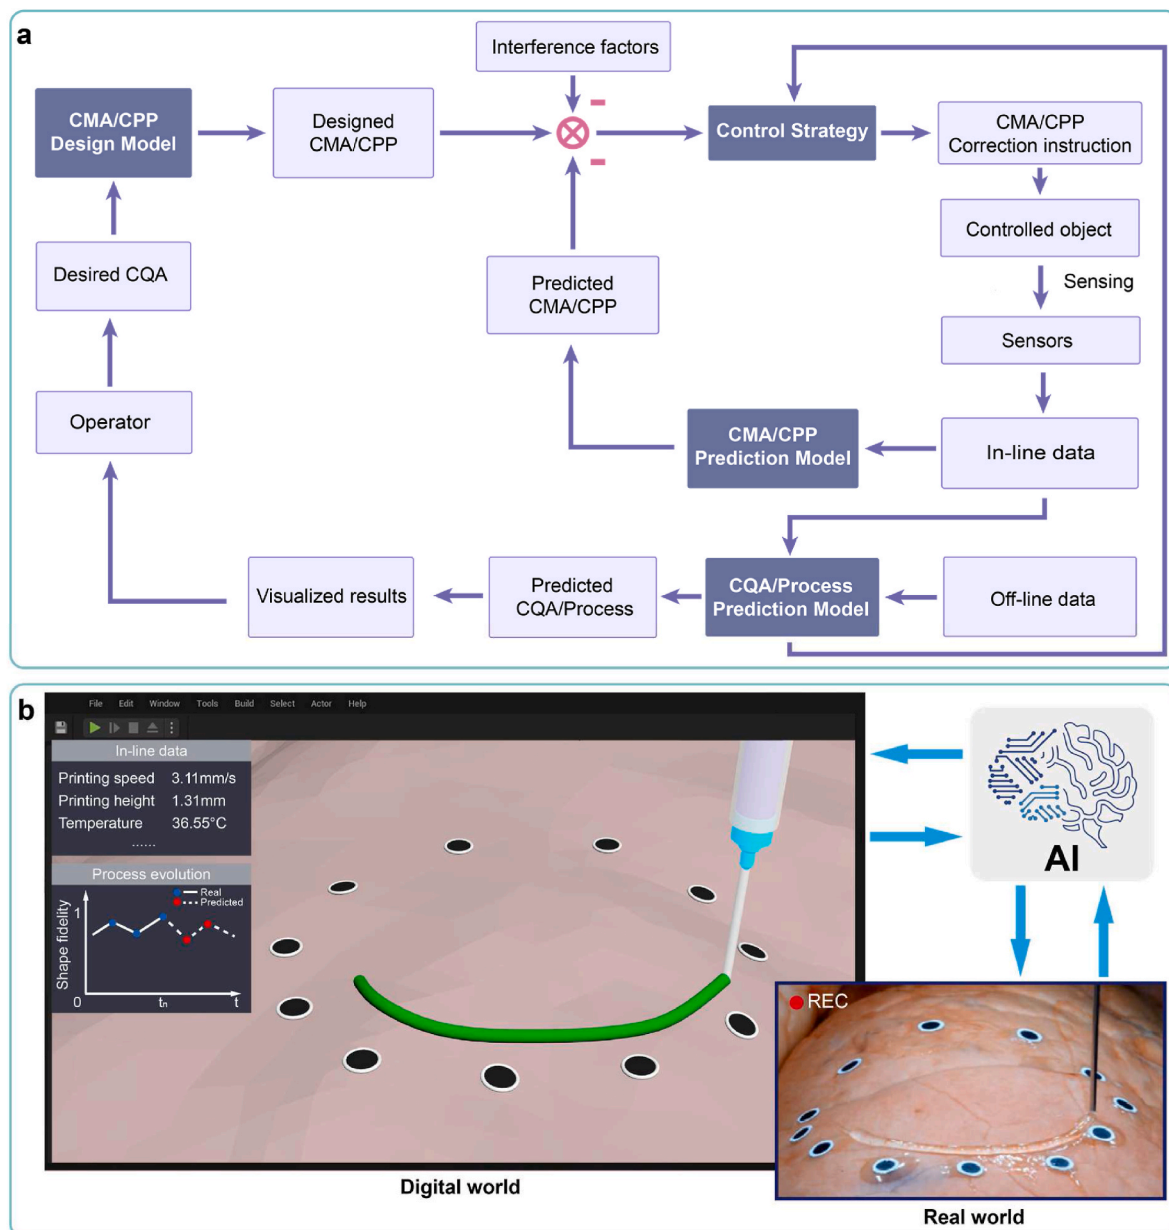 a
Interference factors
CMA/CPP
Design Model
Designed
CMA/CPP
Control Strategy
CMA/CPP
Correction instruction
Controlled object
Desired CQA
Predicted
CMA/CPP
Sensing
Sensors
Operator
CMA/CPP
Prediction Model
In-line data
Visualized results
Predicted
CQA/Process
CQA/Process
Prediction Model
Off-line data
b
File Edit Window Tools Build Select Actor Help
In-line data
Printing speed 3.11mm/s
Printing height 1.31mm
Temperature 36.55°C
......
Process evolution
Real
Predicted
1
Shape fidelity
0
tn
t
AI
REC
Digital world
Real world